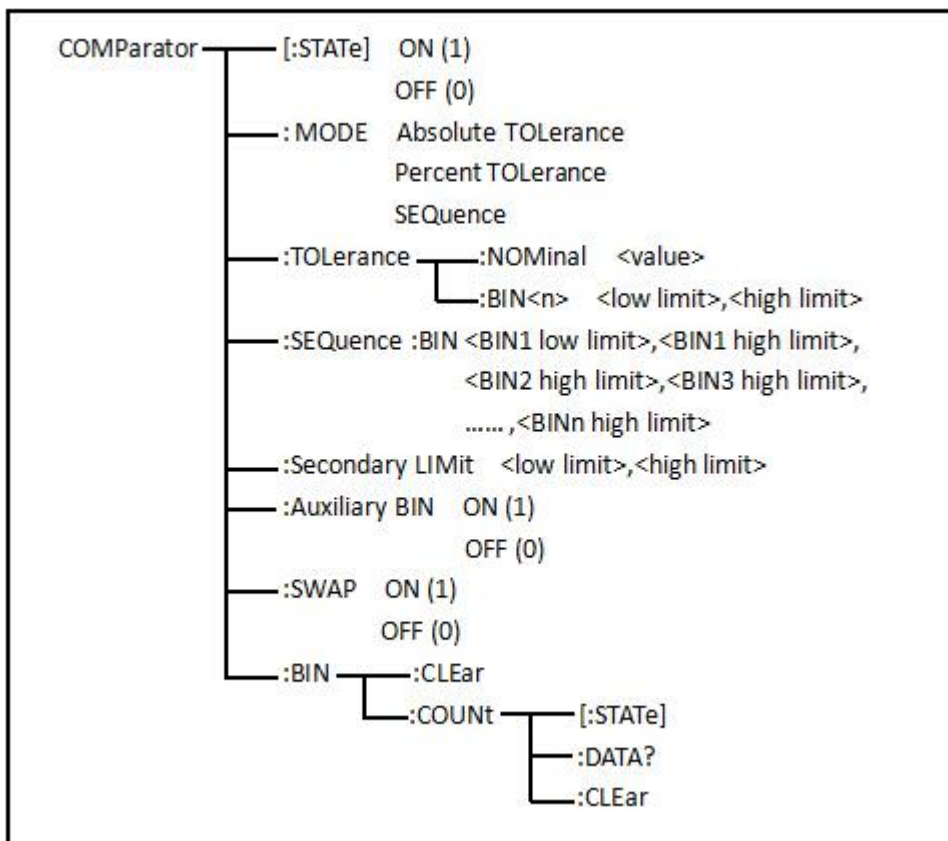 COMParator [:STATe] ON (1)
OFF (0)
: MODE Absolute TOLerance
Percent TOLerance
SEQuence
:TOLerance :NOMinal <value>
:BIN<n> <low limit>,<high limit>
:SEQuence :BIN <BIN1 low limit>,<BIN1 high limit>,
<BIN2 high limit>,<BIN3 high limit>,
...... ,<BINn high limit>
:Secondary LIMit <low limit>,<high limit>
:Auxiliary BIN ON (1)
OFF (0)
:SWAP ON (1)
OFF (0)
:BIN :CLEar
:COUNt [:STATe]
:DATA?
:CLEar